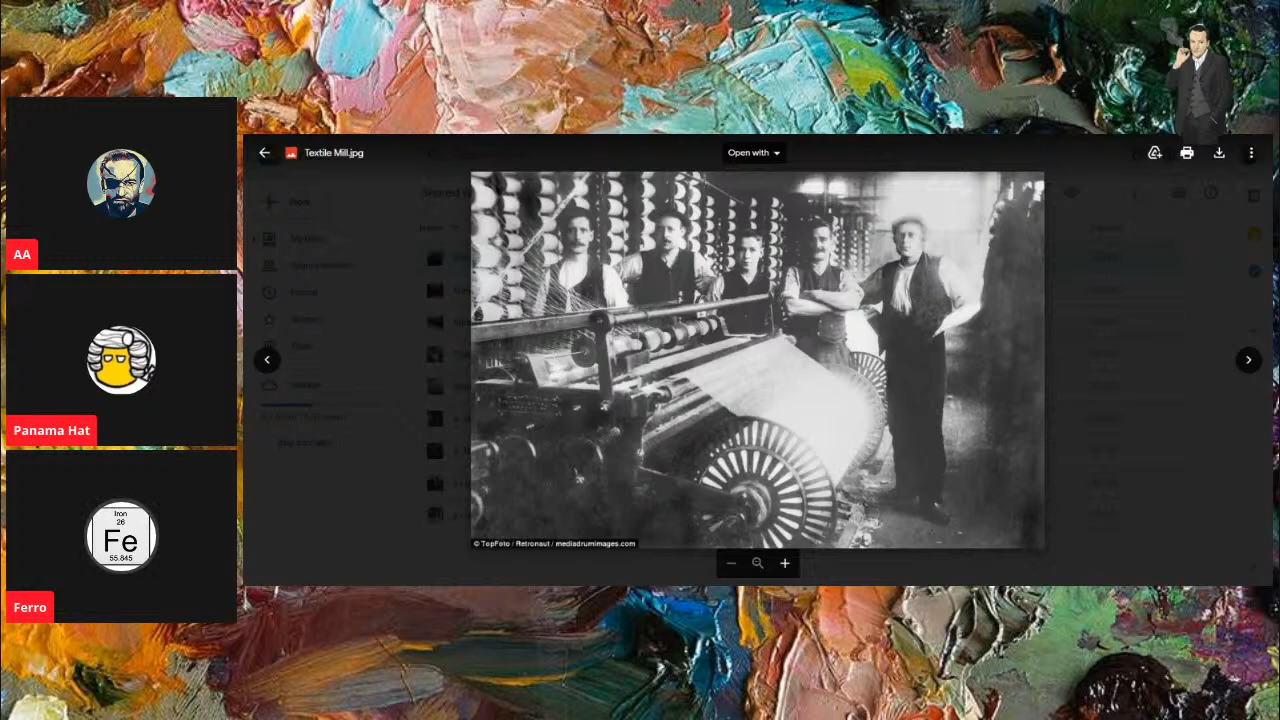 Textile Mill.jpg
Open with
AA
Panama Hat
Iron
26
Fe
55.845
Ferro
© TopFoto / Retronaut / mediadrumimages.com